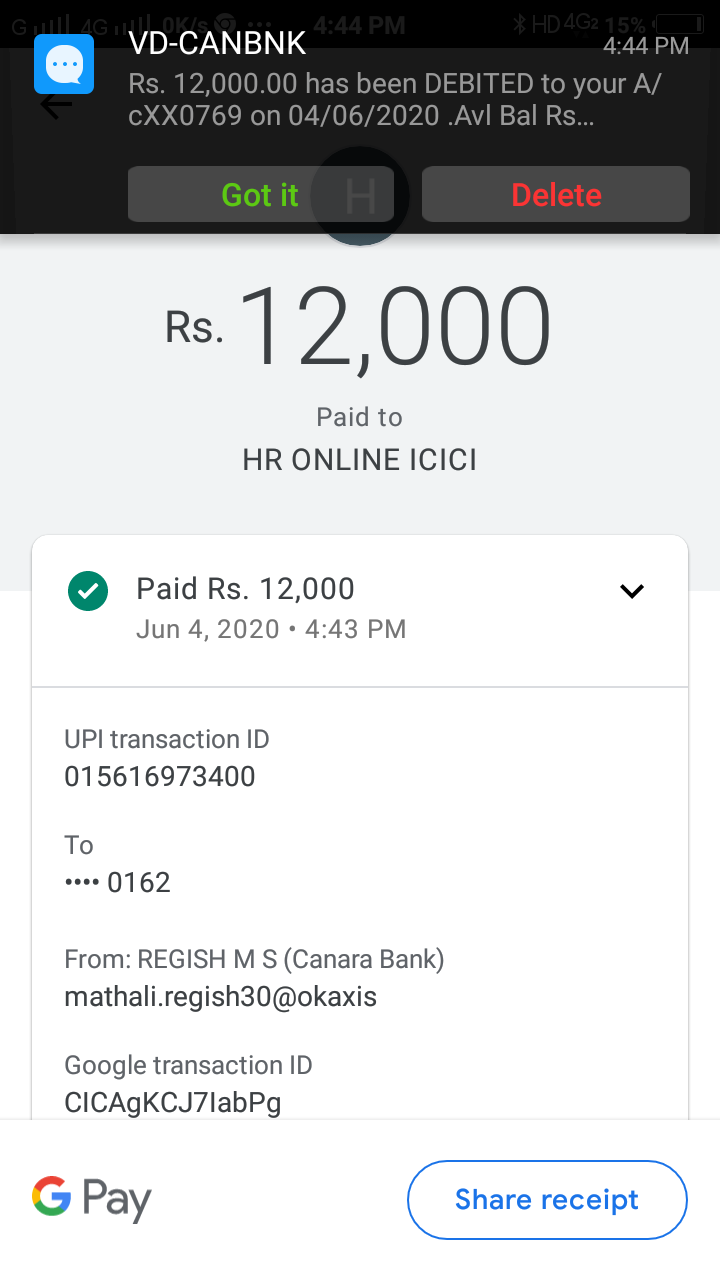 G 4G 0K/s ... 4:44 PM HD 4G2 15%
VD-CANBNK 4:44 PM
Rs. 12,000.00 has been DEBITED to your A/
cXX0769 on 04/06/2020 .Avl Bal Rs...
Got it H Delete
Rs. 12,000
Paid to
HR ONLINE ICICI
Paid Rs. 12,000
Jun 4, 2020 • 4:43 PM
UPI transaction ID
015616973400
To
•••• 0162
From: REGISH M S (Canara Bank)
mathali.regish30@okaxis
Google transaction ID
CICAgKCJ7IabPg
G Pay Share receipt